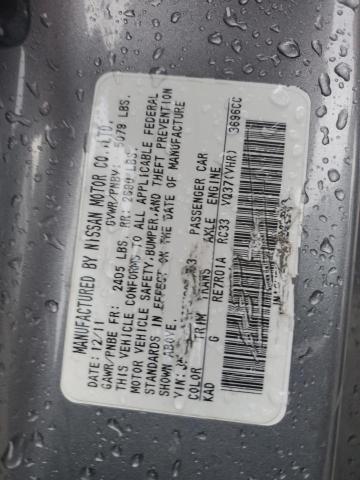 MANUFACTURED BY NISSAN MOTOR CO.,LTD.
DATE: 12/11 GVWR/PNBV: 5079 LBS.
GAWR/PNBE FR: 2405 LBS. RR: LBS.
THIS VEHICLE CONFORMS TO ALL APPLICABLE FEDERAL
MOTOR VEHICLE SAFETY,BUMPER,AND THEFT PREVENTION
STANDARDS IN EFFECT ON THE DATE OF MANUFACTURE
SHOWN ABOVE.
VIN: PASSENGER CAR
COLOR TRIM TRANS AXLE ENGINE
KAD G RE7R01A RC33 VQ37(VHR) 3696CC